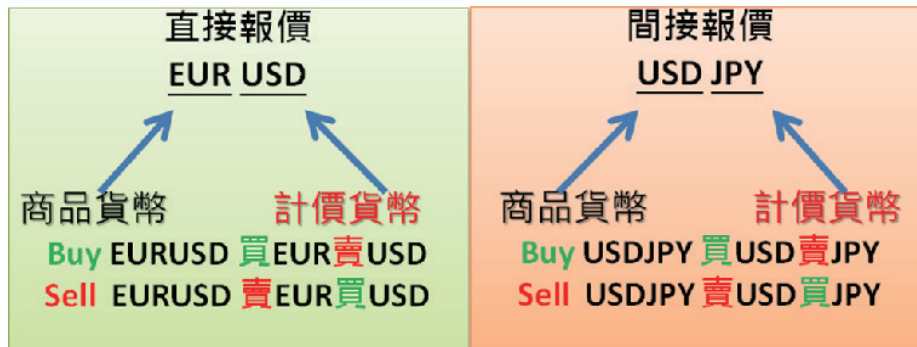 直接報價
EUR USD
商品貨幣 計價貨幣
Buy EURUSD 買EUR賣USD
Sell EURUSD 賣EUR買USD
間接報價
USD JPY
商品貨幣 計價貨幣
Buy USDJPY 買USD賣JPY
Sell USDJPY 賣USD買JPY